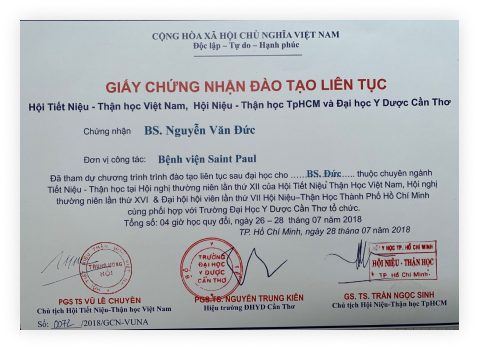 CỘNG HÒA XÃ HỘI CHỦ NGHĨA VIỆT NAM
Độc lập – Tự do – Hạnh phúc
GIẤY CHỨNG NHẬN ĐÀO TẠO LIÊN TỤC
Hội Tiết Niệu - Thận học Việt Nam, Hội Niệu - Thận học TpHCM và Đại học Y Dược Cần Thơ
Chứng nhận BS. Nguyễn Văn Đức
Đơn vị công tác: Bệnh viện Saint Paul
Đã tham dự chương trình trình đào tạo liên tục sau đại học cho ......BS. Đức..... thuộc chuyên ngành
Tiết Niệu - Thận học tại Hội nghị thường niên lần thứ XII của Hội Tiết Niệu Thận Học Việt Nam, Hội nghị
thường niên lần thứ XVI & Đại hội hội viên lần thứ VII Hội Niệu–Thận Học Thành Phố Hồ Chí Minh
cùng phối hợp với Trường Đại Học Y Dược Cần Thơ tổ chức.
Tổng số: 04 giờ học quy đổi, ngày 26 – 28 tháng 07 năm 2018
TP. Hồ Chí Minh, ngày 28 tháng 07 năm 2018
TRUNG ƯƠNG
HỘI
TRƯỜNG
ĐẠI HỌC
Y DƯỢC
CẦN THƠ
Y HỌC TP. HỒ CHÍ MINH
HỘI NIỆU - THẬN HỌC
TP. Hồ Chí Minh
PGS TS VŨ LÊ CHUYÊN
Chủ tịch Hội Tiết Niệu-Thận học Việt Nam
PGS.TS. NGUYỄN TRUNG KIÊN
Hiệu trưởng ĐHYD Cần Thơ
GS. TS. TRẦN NGỌC SINH
Chủ tịch Hội Niệu-Thận học TpHCM
Số: 0072 /2018/GCN-VUNA